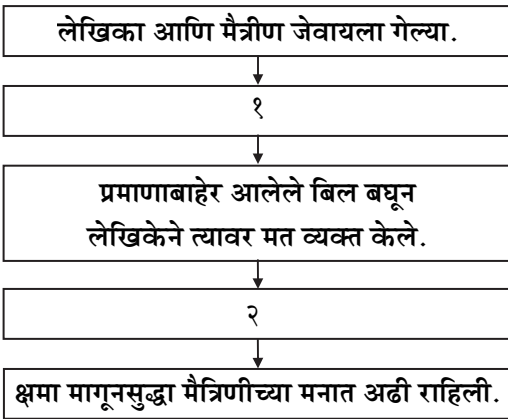 लेखिका आणि मैत्रीण जेवायला गेल्या.
१
प्रमाणाबाहेर आलेले बिल बघून
लेखिकेने त्यावर मत व्यक्त केले.
२
क्षमा मागूनसुद्धा मैत्रिणीच्या मनात अढी राहिली.